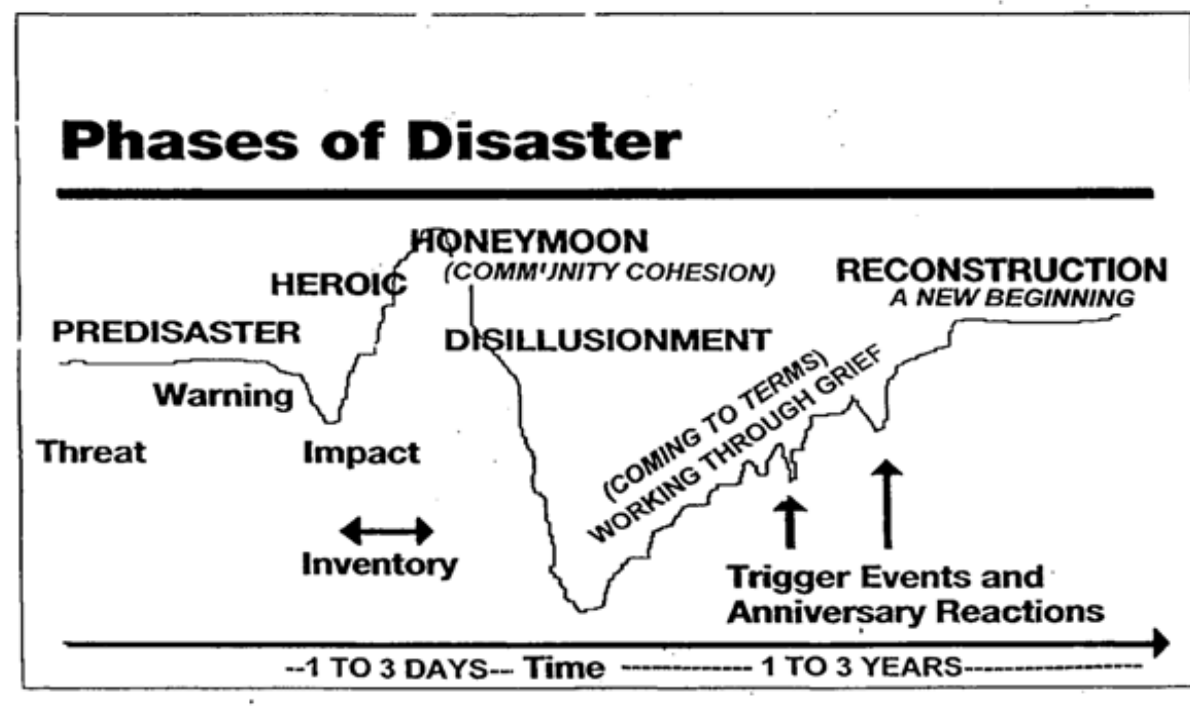 Phases of Disaster
HONEYMOON
(COMMUNITY COHESION)
HEROIC
RECONSTRUCTION
A NEW BEGINNING
PREDISASTER
DISILLUSIONMENT
Warning
(COMING TO TERMS)
WORKING THROUGH GRIEF
Threat
Impact
Inventory
Trigger Events and
Anniversary Reactions
--1 TO 3 DAYS-- Time ------------- 1 TO 3 YEARS------------------